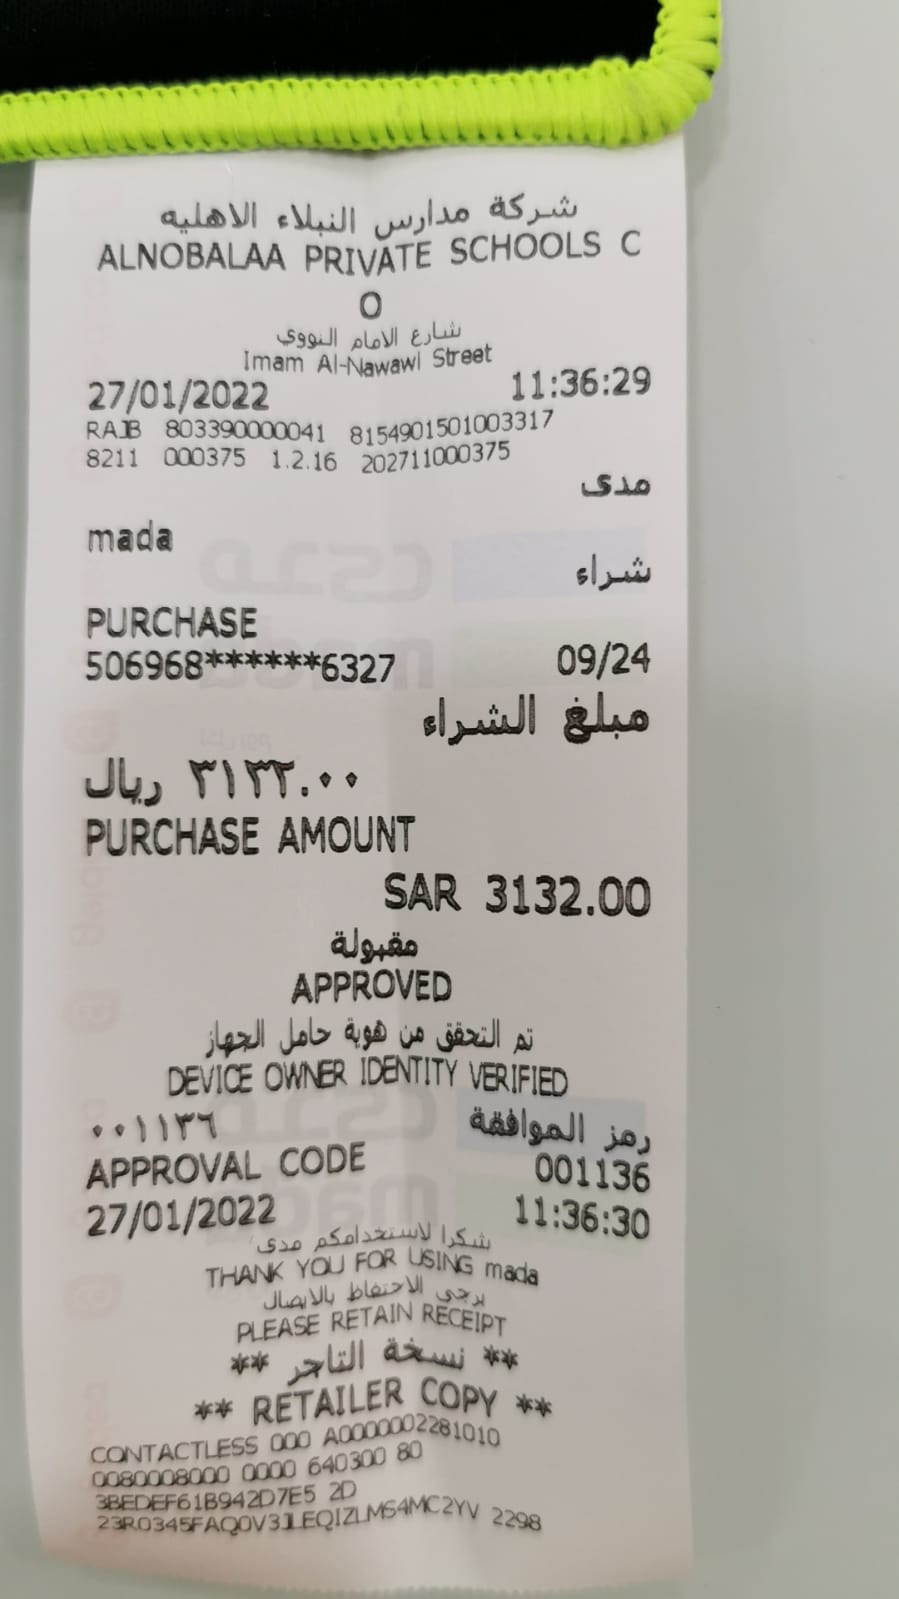 شركة مدارس النبلاء الاهليه
ALNOBALAA PRIVATE SCHOOLS C
O
شارع الامام النووي
Imam Al-Nawawi Street
27/01/2022 11:36:29
RAJB 803390000041 8154901501003317
8211 000375 1.2.16 202711000375
مدى
mada
شراء
PURCHASE
506968******6327 09/24
مبلغ الشراء
٣١٣٢.٠٠ ريال
PURCHASE AMOUNT
SAR 3132.00
مقبولة
APPROVED
تم التحقق من هوية حامل الجهاز
DEVICE OWNER IDENTITY VERIFIED
رمز الموافقة ٠٠١١٣٦
APPROVAL CODE 001136
27/01/2022 11:36:30
شكرا لاستخدامكم مدى
THANK YOU FOR USING mada
يرجى الاحتفاظ بالايصال
PLEASE RETAIN RECEIPT
** نسخة التاجر **
** RETAILER COPY **
CONTACTLESS 000 A0000002281010
0080008000 0000 640300 80
3BEDEF61B942D7E5 2D
23R0345FAQ0V3JLEQIZLMS4MC2YV 2298